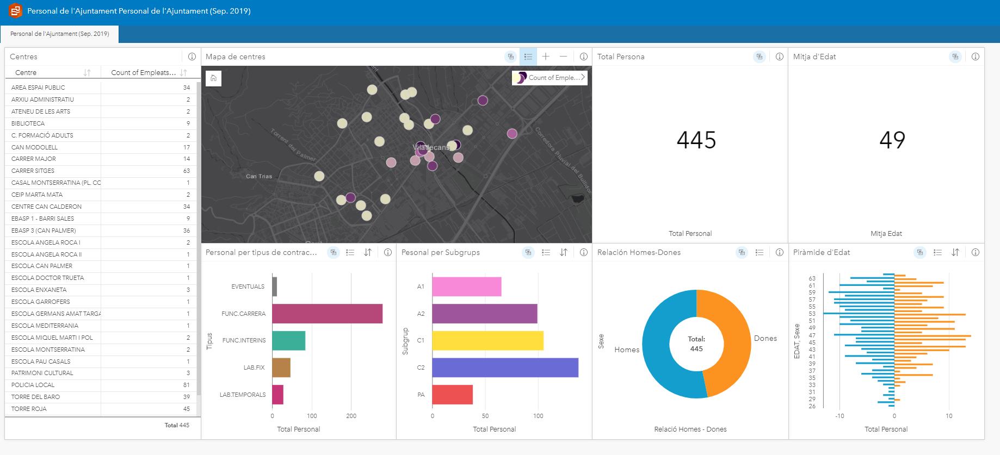 Personal de l'Ajuntament Personal de l'Ajuntament (Sep. 2019)
Personal de l'Ajuntament (Sep. 2019)
Centres
Centre Count of Empleats...
AREA ESPAI PUBLIC 34
ARXIU ADMINISTRATIU 2
ATENEU DE LES ARTS 2
BIBLIOTECA 9
C. FORMACIÓ ADULTS 2
CAN MODOLELL 17
CARRER MAJOR 14
CARRER SITGES 63
CASAL MONTSERRATINA (PL. CO 1
CEIP MARTA MATA 2
CENTRE CAN CALDERON 34
EBASP 1 - BARRI SALES 9
EBASP 3 (CAN PALMER) 36
ESCOLA ANGELA ROCA I 2
ESCOLA ANGELA ROCA II 1
ESCOLA CAN PALMER 1
ESCOLA DOCTOR TRUETA 1
ESCOLA ENXANETA 3
ESCOLA GARROFERS 1
ESCOLA GERMANS AMAT TARGA 1
ESCOLA MEDITERRANIA 1
ESCOLA MIQUEL MARTI I POL 2
ESCOLA MONTSERRATINA 2
ESCOLA PAU CASALS 1
PATRIMONI CULTURAL 3
POLICIA LOCAL 81
TORRE DEL BARO 39
TORRE ROJA 45
Total 445
Mapa de centres
Count of Emple...
Torrent del Palmer
Viladecans
Can Trias
Corredora Pluvial del Bullidor
Total Persona
445
Total Personal
Mitja d'Edat
49
Mitja Edat
Personal per tipus de contrac...
Tipus
EVENTUALS
FUNC.CARRERA
FUNC.INTERINS
LAB.FIX
LAB.TEMPORALS
0 100 200
Total Personal
Pesonal per Subgrups
Subgrup
A1
A2
C1
C2
PA
0 50 100
Total Personal
Relación Homes-Dones
Sexe
Homes
Total:
445
Dones
Relació Homes - Dones
Piràmide d'Edat
EDAT, Sexe
63
61
59
57
55
53
51
49
47
45
43
41
39
37
35
33
31
29
26
-10 0 10
Total Personal